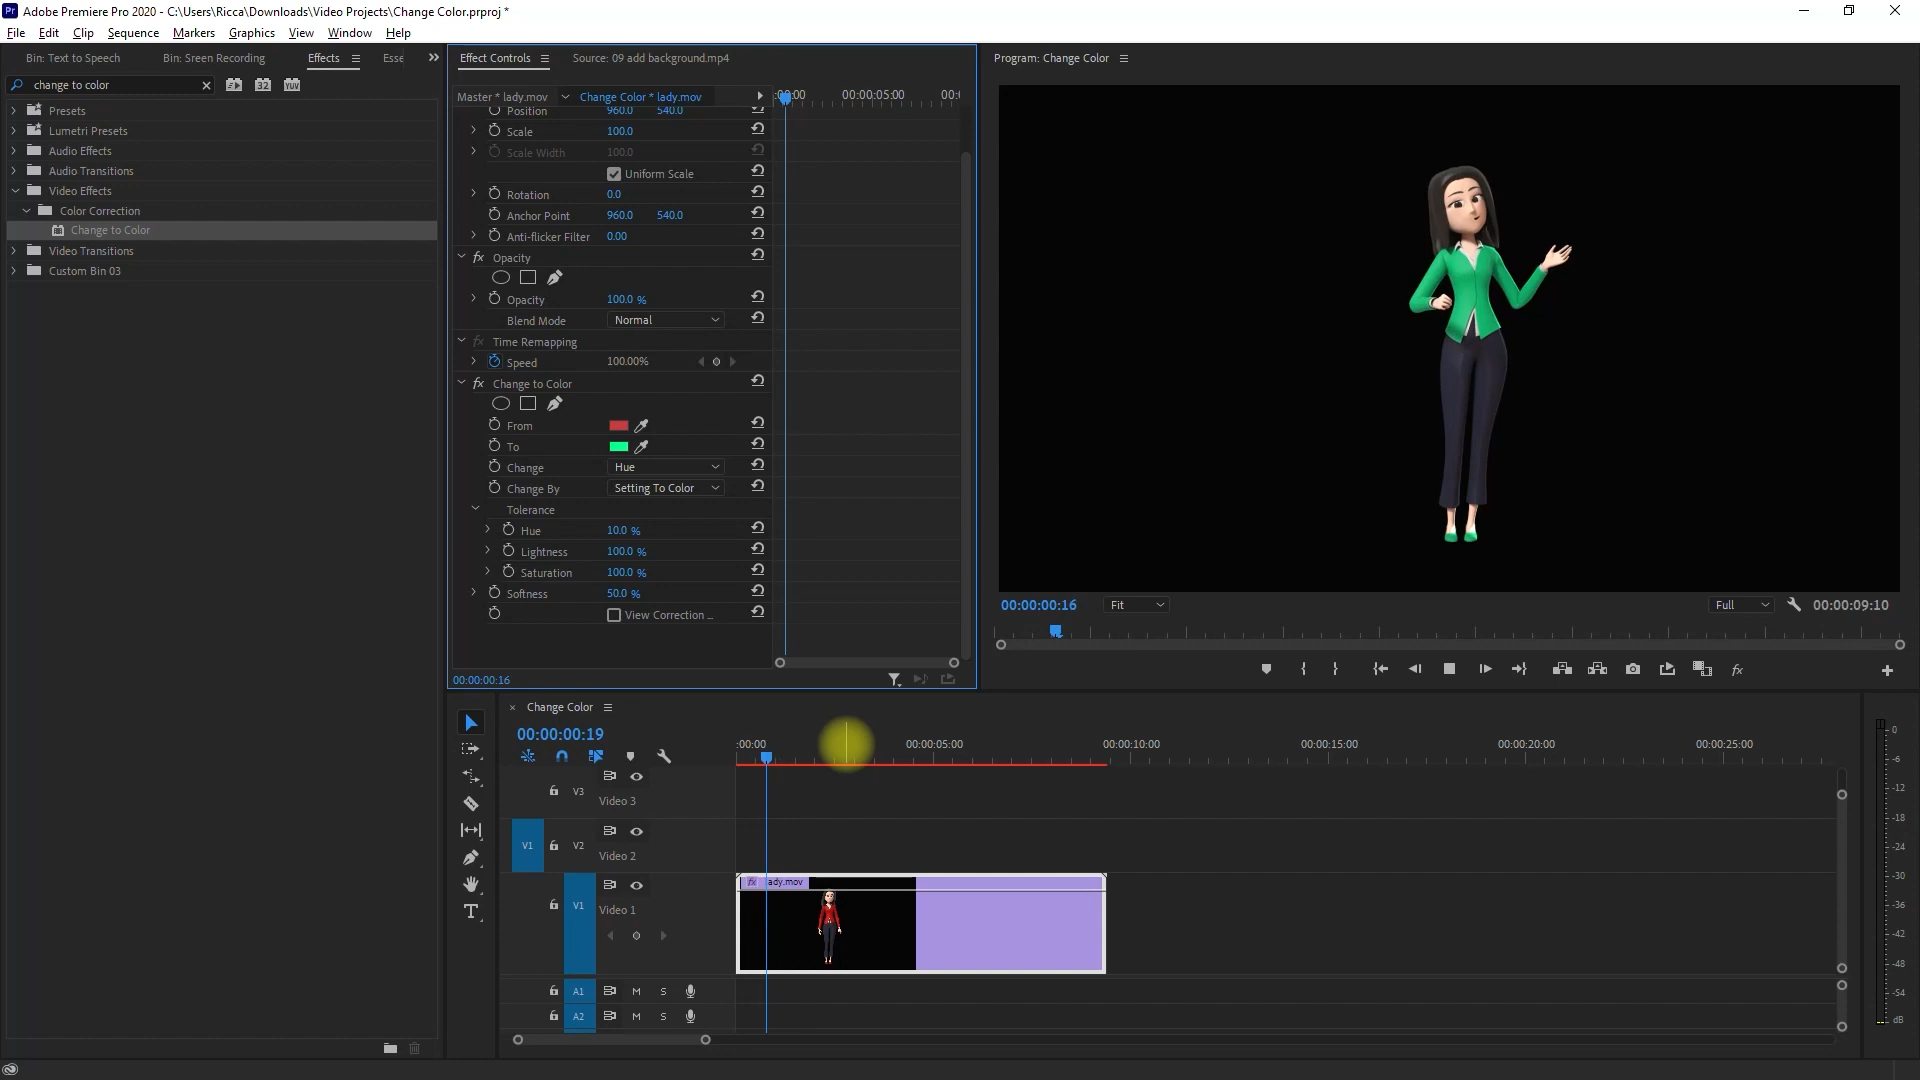 Pr Adobe Premiere Pro 2020 - C:\Users\Ricca\Downloads\Video Projects\Change Color.prproj *
File Edit Clip Sequence Markers Graphics View Window Help
Bin: Text to Speech Bin: Sreen Recording Effects Esse
change to color 32 YUV
Presets
Lumetri Presets
Audio Effects
Audio Transitions
Video Effects
Color Correction
Change to Color
Video Transitions
Custom Bin 03
Effect Controls Source: 09 add background.mp4
Master * lady.mov Change Color * lady.mov :00:00 00:00:05:00 00:(
Position 960.0 540.0
Scale 100.0
Scale Width 100.0
Uniform Scale
Rotation 0.0
Anchor Point 960.0 540.0
Anti-flicker Filter 0.00
fx Opacity
Opacity 100.0 %
Blend Mode Normal
fx Time Remapping
Speed 100.00%
fx Change to Color
From
To
Change Hue
Change By Setting To Color
Tolerance
Hue 10.0 %
Lightness 100.0 %
Saturation 100.0 %
Softness 50.0 %
View Correction ...
00:00:00:16
Program: Change Color
00:00:00:16 Fit Full 00:00:09:10
fx
Change Color
00:00:00:19
:00:00 00:00:05:00 00:00:10:00 00:00:15:00 00:00:20:00 00:00:25:00
V3
Video 3
V1 V2
Video 2
V1
Video 1
fx lady.mov
A1 M S
A2 M S
T
0
-6
-12
-18
-24
-30
-36
-42
-48
-54
dB